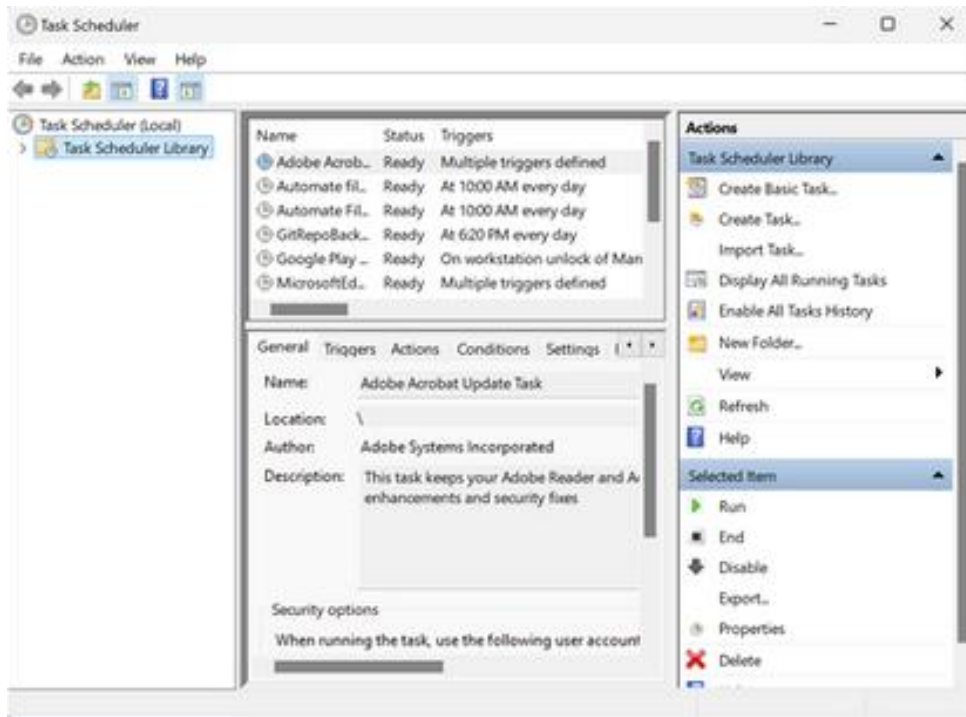 Task Scheduler
File Action View Help
Task Scheduler (Local)
Task Scheduler Library
Name Status Triggers
Adobe Acrob... Ready Multiple triggers defined
Automate fil... Ready At 10:00 AM every day
Automate Fil... Ready At 10:00 AM every day
GitRepoBack... Ready At 6:20 PM every day
Google Play ... Ready On workstation unlock of Man
MicrosoftEd... Ready Multiple triggers defined
General Triggers Actions Conditions Settings
Name: Adobe Acrobat Update Task
Location: \
Author: Adobe Systems Incorporated
Description: This task keeps your Adobe Reader and A
enhancements and security fixes
Security options
When running the task, use the following user account
Actions
Task Scheduler Library
Create Basic Task...
Create Task...
Import Task...
Display All Running Tasks
Enable All Tasks History
New Folder...
View
Refresh
Help
Selected Item
Run
End
Disable
Export...
Properties
Delete